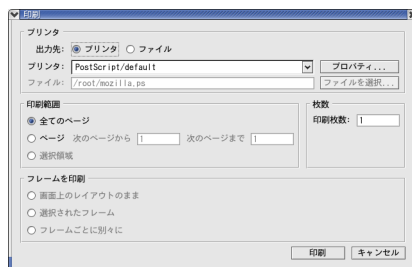 印刷
プリンタ
出力先: プリンタ ファイル
プリンタ: PostScript/default プロパティ...
ファイル: /root/mozilla.ps ファイルを選択...
印刷範囲
全てのページ
ページ 次のページから 1 次のページまで 1
選択領域
枚数
印刷枚数: 1
フレームを印刷
画面上のレイアウトのまま
選択されたフレーム
フレームごとに別々に
印刷 キャンセル